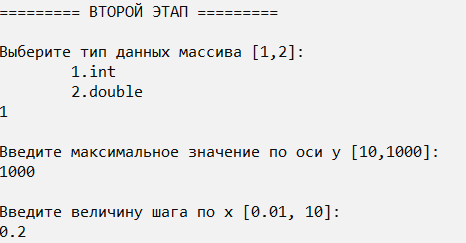 ========= ВТОРОЙ ЭТАП =========
Выберите тип данных массива [1,2]:
1.int
2.double
1
Введите максимальное значение по оси y [10,1000]:
1000
Введите величину шага по x [0.01, 10]:
0.2